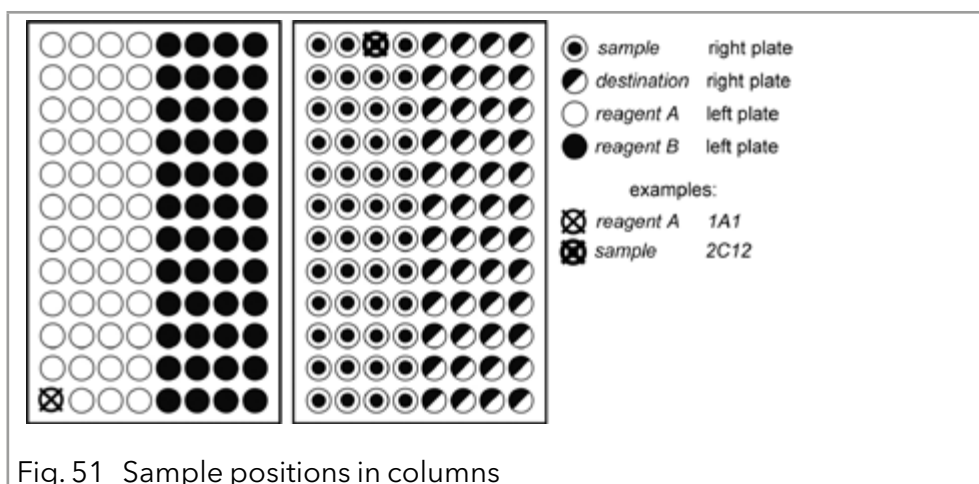 sample right plate
destination right plate
reagent A left plate
reagent B left plate
examples:
reagent A 1A1
sample 2C12
Fig. 51 Sample positions in columns